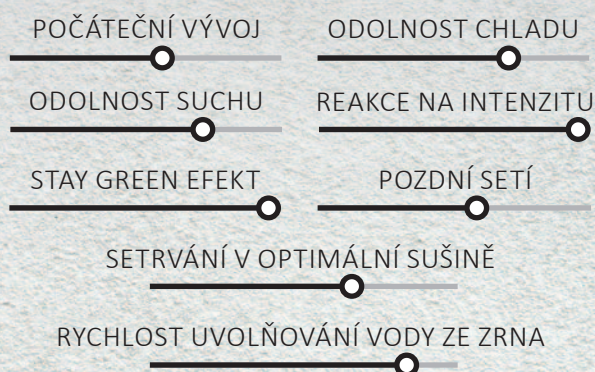 POČÁTEČNÍ VÝVOJ
ODOLNOST CHLADU
ODOLNOST SUCHU
REAKCE NA INTENZITU
STAY GREEN EFEKT
POZDNÍ SETÍ
SETRVÁNÍ V OPTIMÁLNÍ SUŠINĚ
RYCHLOST UVOLŇOVÁNÍ VODY ZE ZRNA